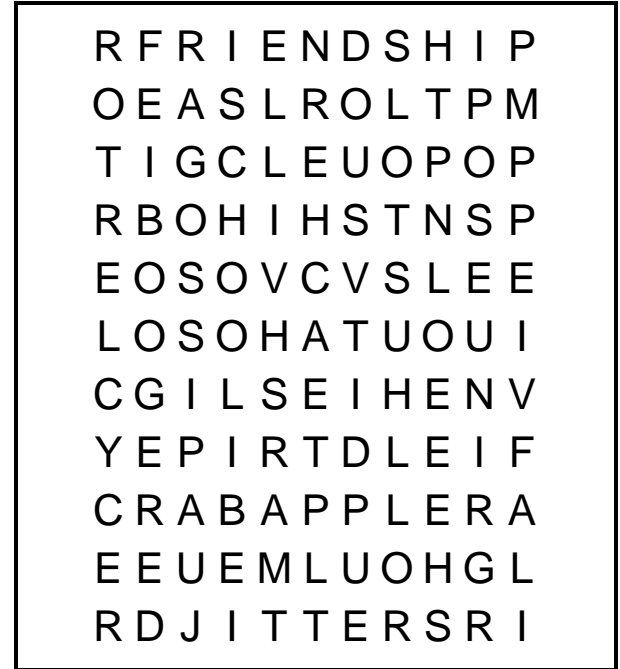 R F R I E N D S H I P
O E A S L R O L T P M
T I G C L E U O P O P
R B O H I H S T N S P
E O S O V C V S L E E
L O S O H A T U O U I
C G I L S E I H E N V
Y E P I R T D L E I F
C R A B A P P L E R A
E E U E M L U O H G L
R D J I T T E R S R I